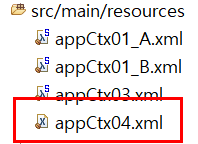 src/main/resources
appCtx01_A.xml
appCtx01_B.xml
appCtx03.xml
appCtx04.xml